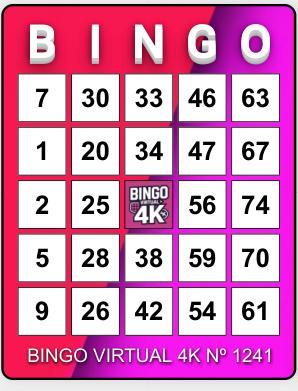 B I N G O
7 30 33 46 63
1 20 34 47 67
2 25 BINGO VIRTUAL 4K 56 74
5 28 38 59 70
9 26 42 54 61
BINGO VIRTUAL 4K Nº 1241